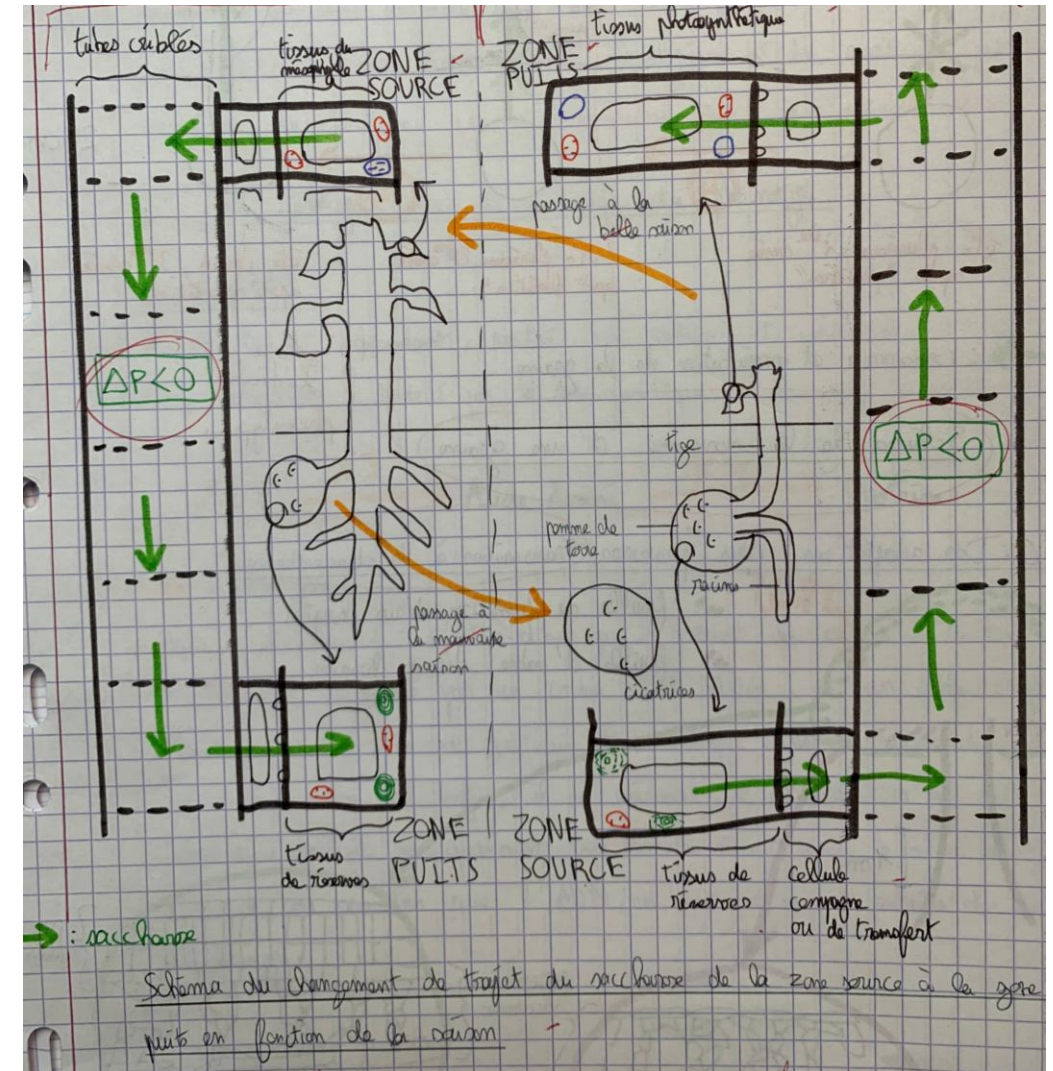 tubes criblés
tissus du
mésophylle
ZONE
SOURCE
ZONE
PUITS
tissus photosynthétique
passage à la
belle saison
ΔP<0
ΔP<0
tige
pomme de
terre
racine
passage à
la mauvaise
saison
cicatrices
tissus
de réserves
ZONE
PUITS
ZONE
SOURCE
tissus de
réserves
cellule
compagne
ou de transfert
: saccharose
Schéma du changement de trajet du saccharose de la zone source à la zone
puits en fonction de la saison